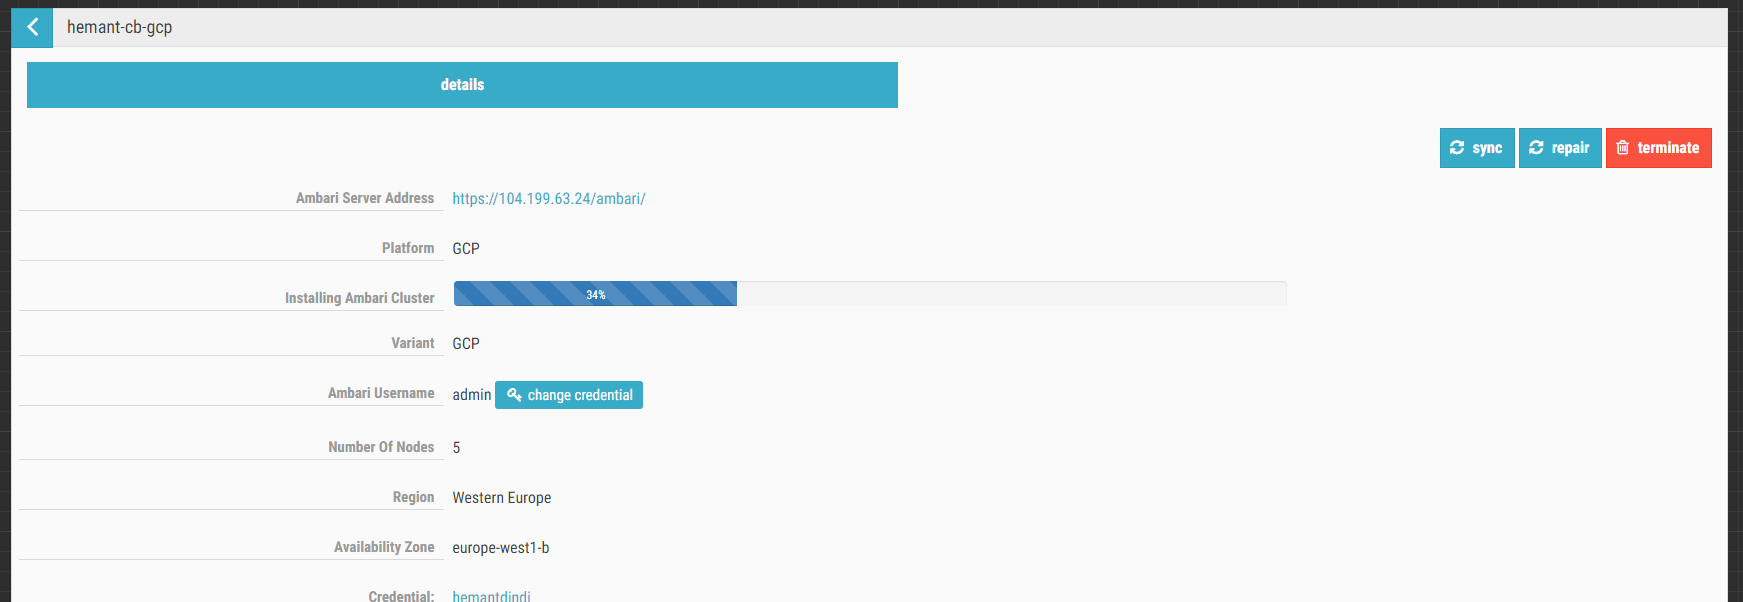 hemant-cb-gcp
details
sync repair terminate
Ambari Server Address https://104.199.63.24/ambari/
Platform GCP
Installing Ambari Cluster 34%
Variant GCP
Ambari Username admin change credential
Number Of Nodes 5
Region Western Europe
Availability Zone europe-west1-b
Credential: hemantdindi